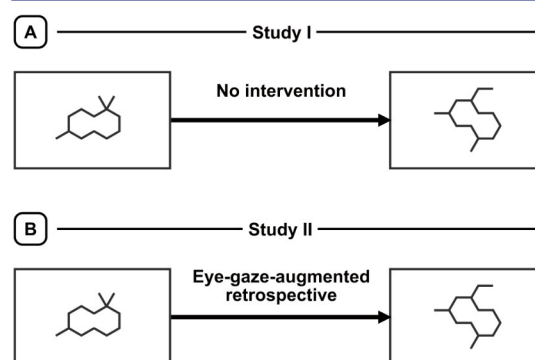 A
Study I
No intervention
B
Study II
Eye-gaze-augmented
retrospective